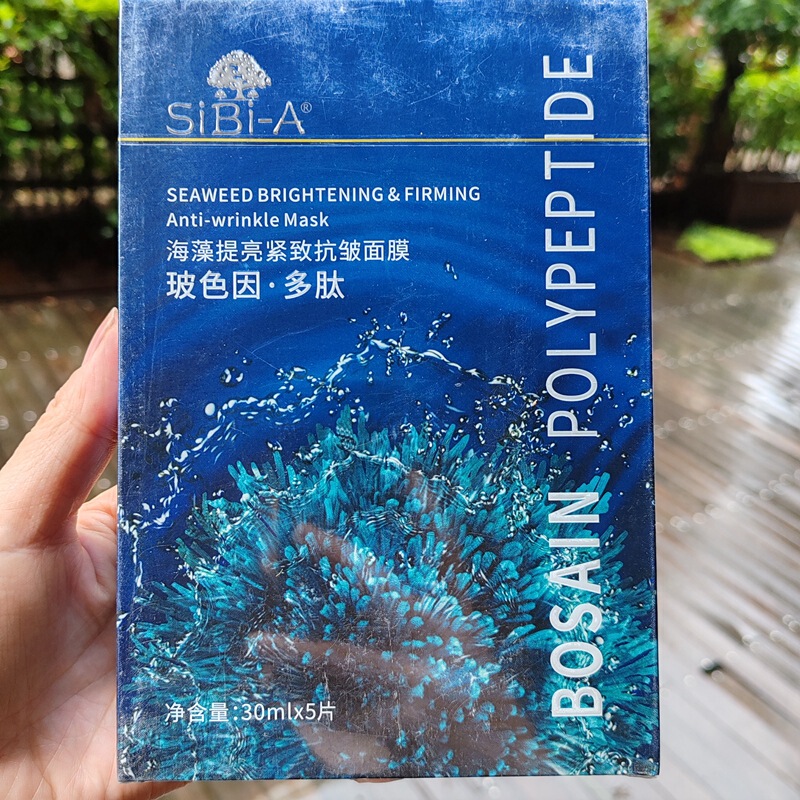 SiBi-A®
SEAWEED BRIGHTENING & FIRMING
Anti-wrinkle Mask
海藻提亮紧致抗皱面膜
玻色因·多肽
BOSAIN POLYPEPTIDE
净含量:30mlx5片